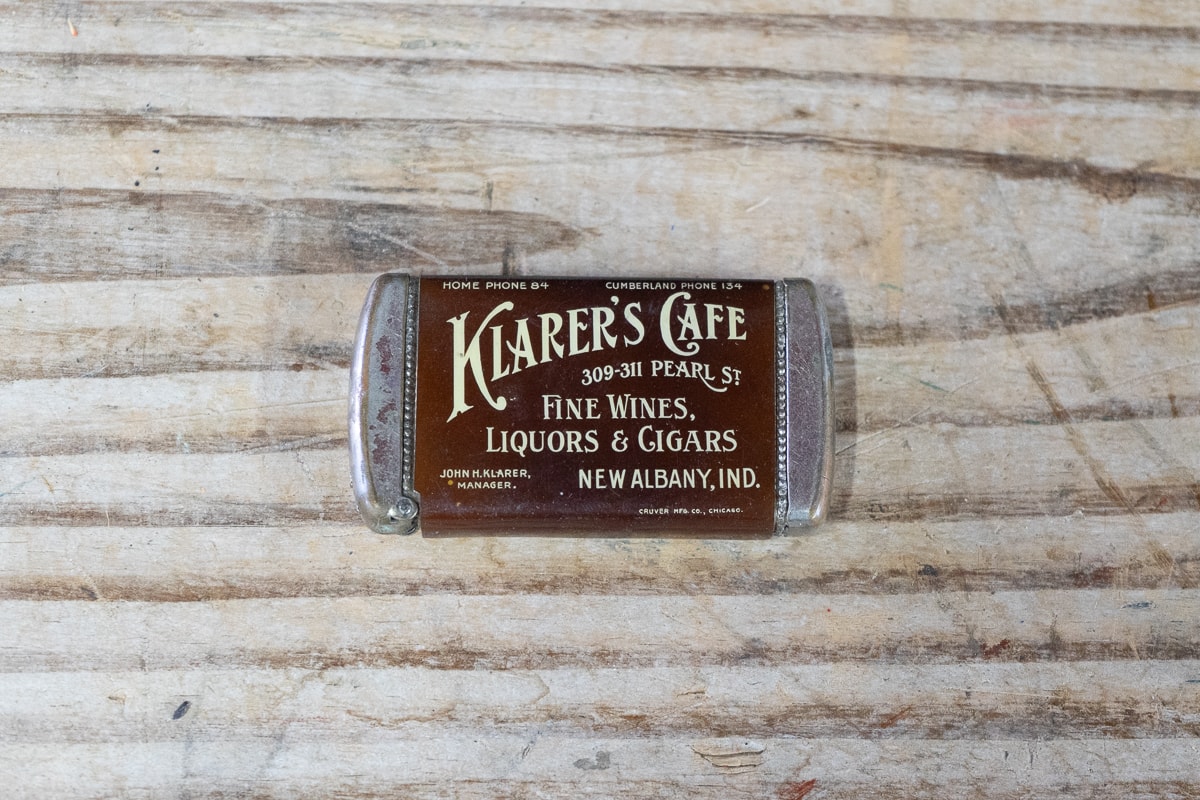 HOME PHONE 84 CUMBERLAND PHONE 134
KLARER'S CAFE
309-311 PEARL ST
FINE WINES,
LIQUORS & CIGARS
JOHN H. KLARER,
MANAGER.
NEW ALBANY, IND.
CRUVER MFG. CO., CHICAGO.